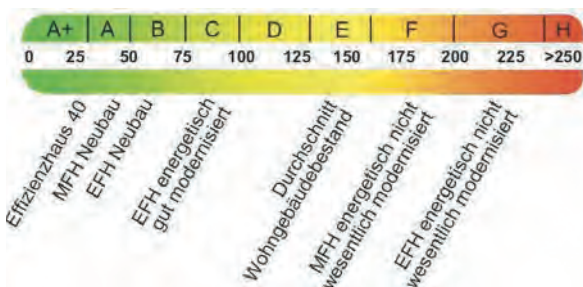 A+ A B C D E F G H
0 25 50 75 100 125 150 175 200 225 >250
Effizienzhaus 40
MFH Neubau
EFH Neubau
EFH energetisch
gut modernisiert
Durchschnitt
Wohngebäudebestand
MFH energetisch nicht
wesentlich modernisiert
EFH energetisch nicht
wesentlich modernisiert